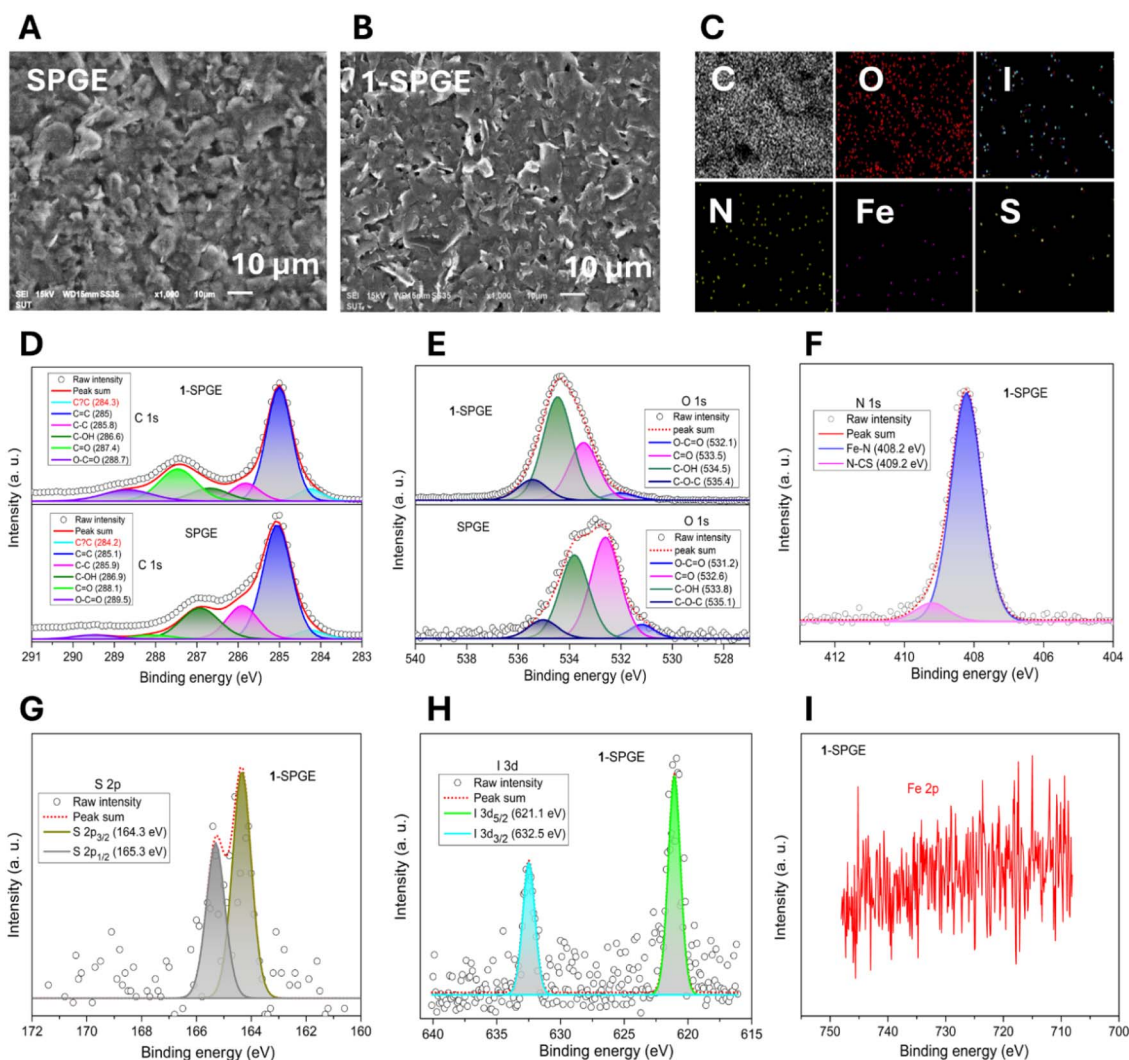 A
SPGE
10 µm
SEI 15kV WD15mm SS35 x1,000 10µm
SUT
B
1-SPGE
10 µm
SEI 15kV WD15mm SS35 x1,000 10µm
SUT
C
C
O
I
N
Fe
S
D
Raw intensity
Peak sum
C?C (284.3)
C=C (285)
C-C (285.8)
C-OH (286.6)
C=O (287.4)
O-C=O (288.7)
C 1s
1-SPGE
Raw intensity
Peak sum
C?C (284.2)
C=C (285.1)
C-C (285.9)
C-OH (286.9)
C=O (288.1)
O-C=O (289.5)
C 1s
SPGE
Intensity (a. u.)
291 290 289 288 287 286 285 284 283
Binding energy (eV)
E
1-SPGE
O 1s
Raw intensity
peak sum
O-C=O (532.1)
C=O (533.5)
C-OH (534.5)
C-O-C (535.4)
SPGE
O 1s
Raw intensity
peak sum
O-C=O (531.2)
C=O (532.6)
C-OH (533.8)
C-O-C (535.1)
Intensity (a. u.)
Intensity (a. u.)
540 538 536 534 532 530 528
Binding energy (eV)
F
N 1s
Raw intensity
Peak sum
Fe-N (408.2 eV)
N-CS (409.2 eV)
1-SPGE
Intensity (a. u.)
412 410 408 406 404
Binding energy (eV)
G
S 2p
Raw intensity
Peak sum
S 2p3/2 (164.3 eV)
S 2p1/2 (165.3 eV)
1-SPGE
Intensity (a. u.)
172 170 168 166 164 162 160
Binding energy (eV)
H
I 3d
Raw intensity
Peak sum
I 3d5/2 (621.1 eV)
I 3d3/2 (632.5 eV)
1-SPGE
Intensity (a. u.)
640 635 630 625 620 615
Binding energy (eV)
I
1-SPGE
Fe 2p
Intensity (a. u.)
750 740 730 720 710 700
Binding energy (eV)